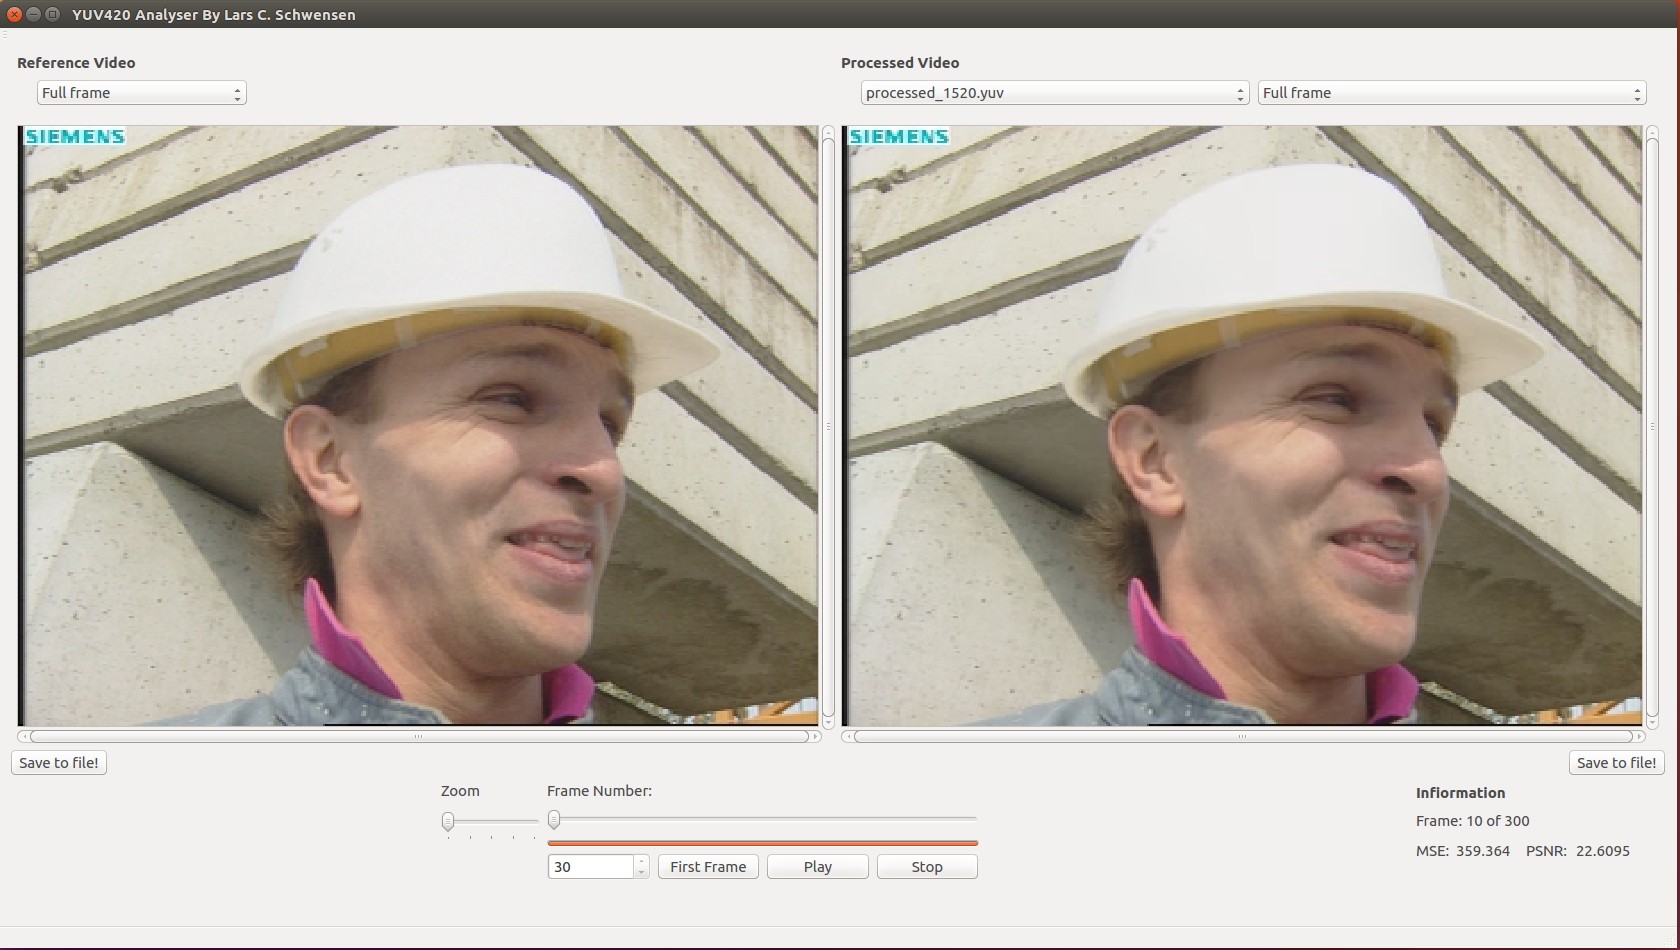 YUV420 Analyser By Lars C. Schwensen
Reference Video
Full frame
Processed Video
processed_1520.yuv
Full frame
SIEMENS
SIEMENS
Save to file!
Save to file!
Zoom
Frame Number:
30
First Frame
Play
Stop
Infiormation
Frame: 10 of 300
MSE: 359.364 PSNR: 22.6095